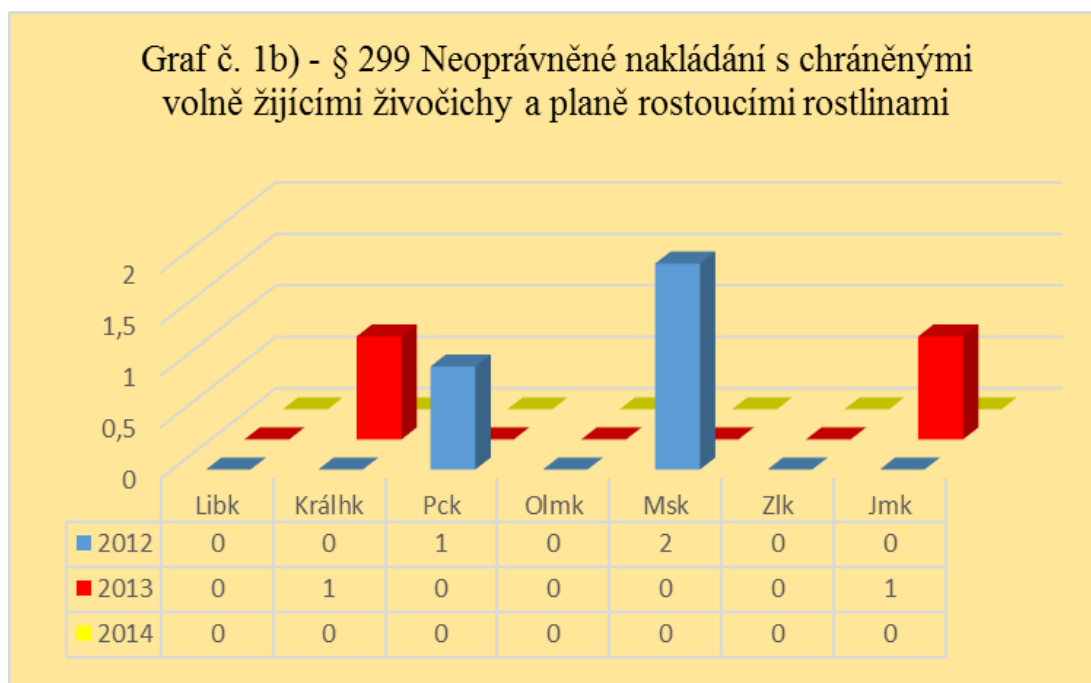 Graf č. 1b) - § 299 Neoprávněné nakládání s chráněnými
volně žijícími živočichy a planě rostoucími rostlinami
2
1,5
1
0,5
0
Libk Králhk Pck Olmk Msk Zlk Jmk
2012 0 0 1 0 2 0 0
2013 0 1 0 0 0 0 1
2014 0 0 0 0 0 0 0